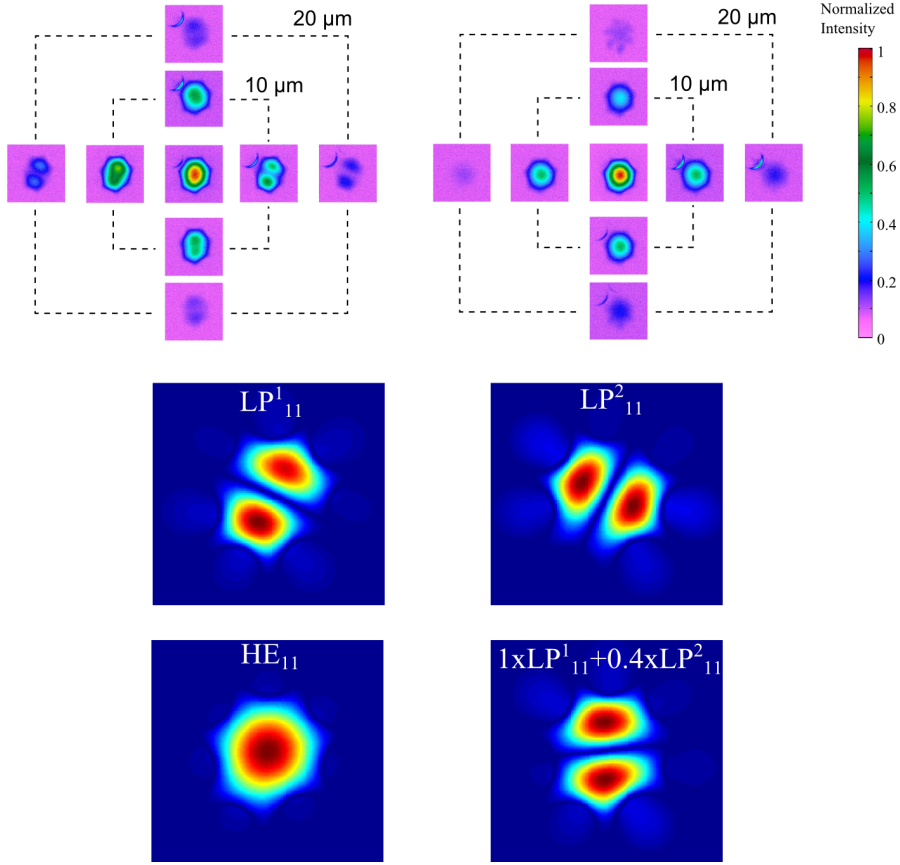 20 µm
10 µm
20 µm
10 µm
Normalized
Intensity
1
0.8
0.6
0.4
0.2
0
LP¹₁₁
LP²₁₁
HE₁₁
1xLP¹₁₁+0.4xLP²₁₁